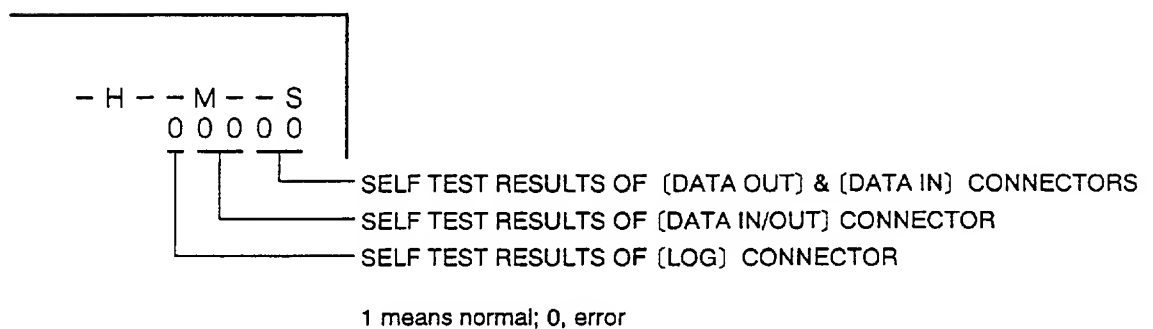 – H – – M – – S
0 0 0 0 0
SELF TEST RESULTS OF [DATA OUT] & [DATA IN] CONNECTORS
SELF TEST RESULTS OF [DATA IN/OUT] CONNECTOR
SELF TEST RESULTS OF [LOG] CONNECTOR
1 means normal; 0, error